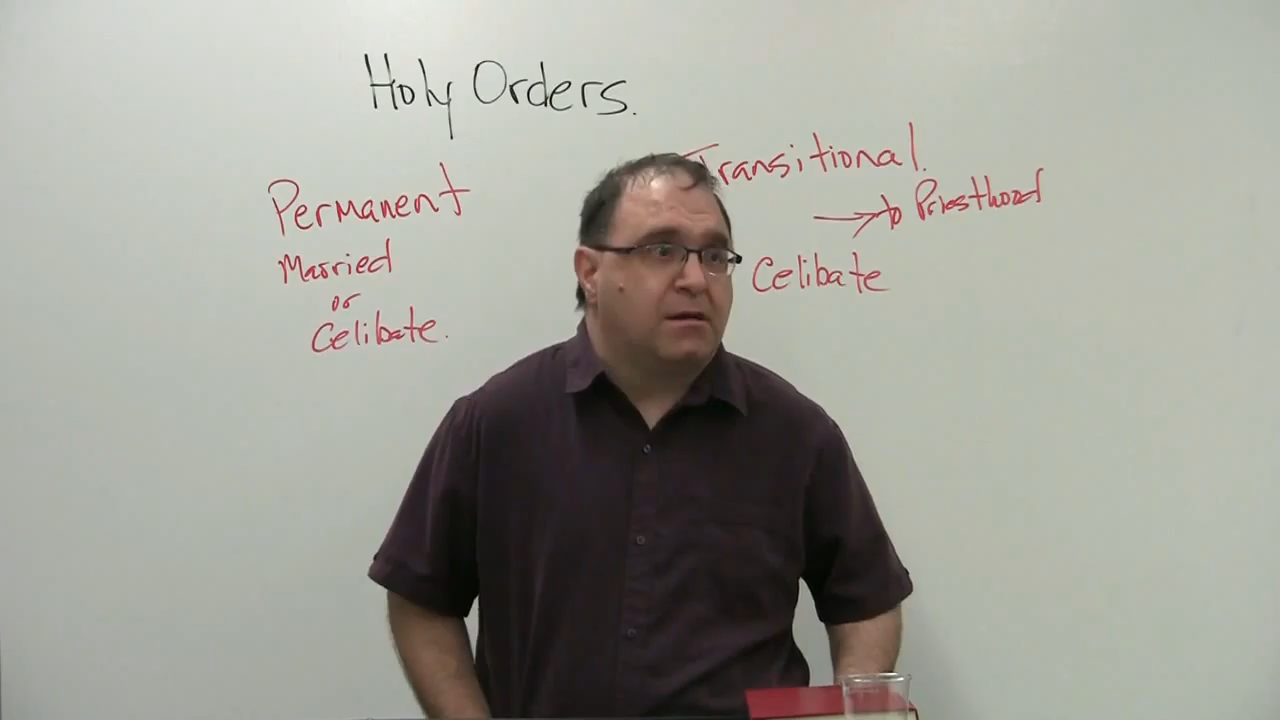 Holy Orders.
Permanent
Married
or
Celibate.
Transitional.
→ to Priesthood
Celibate